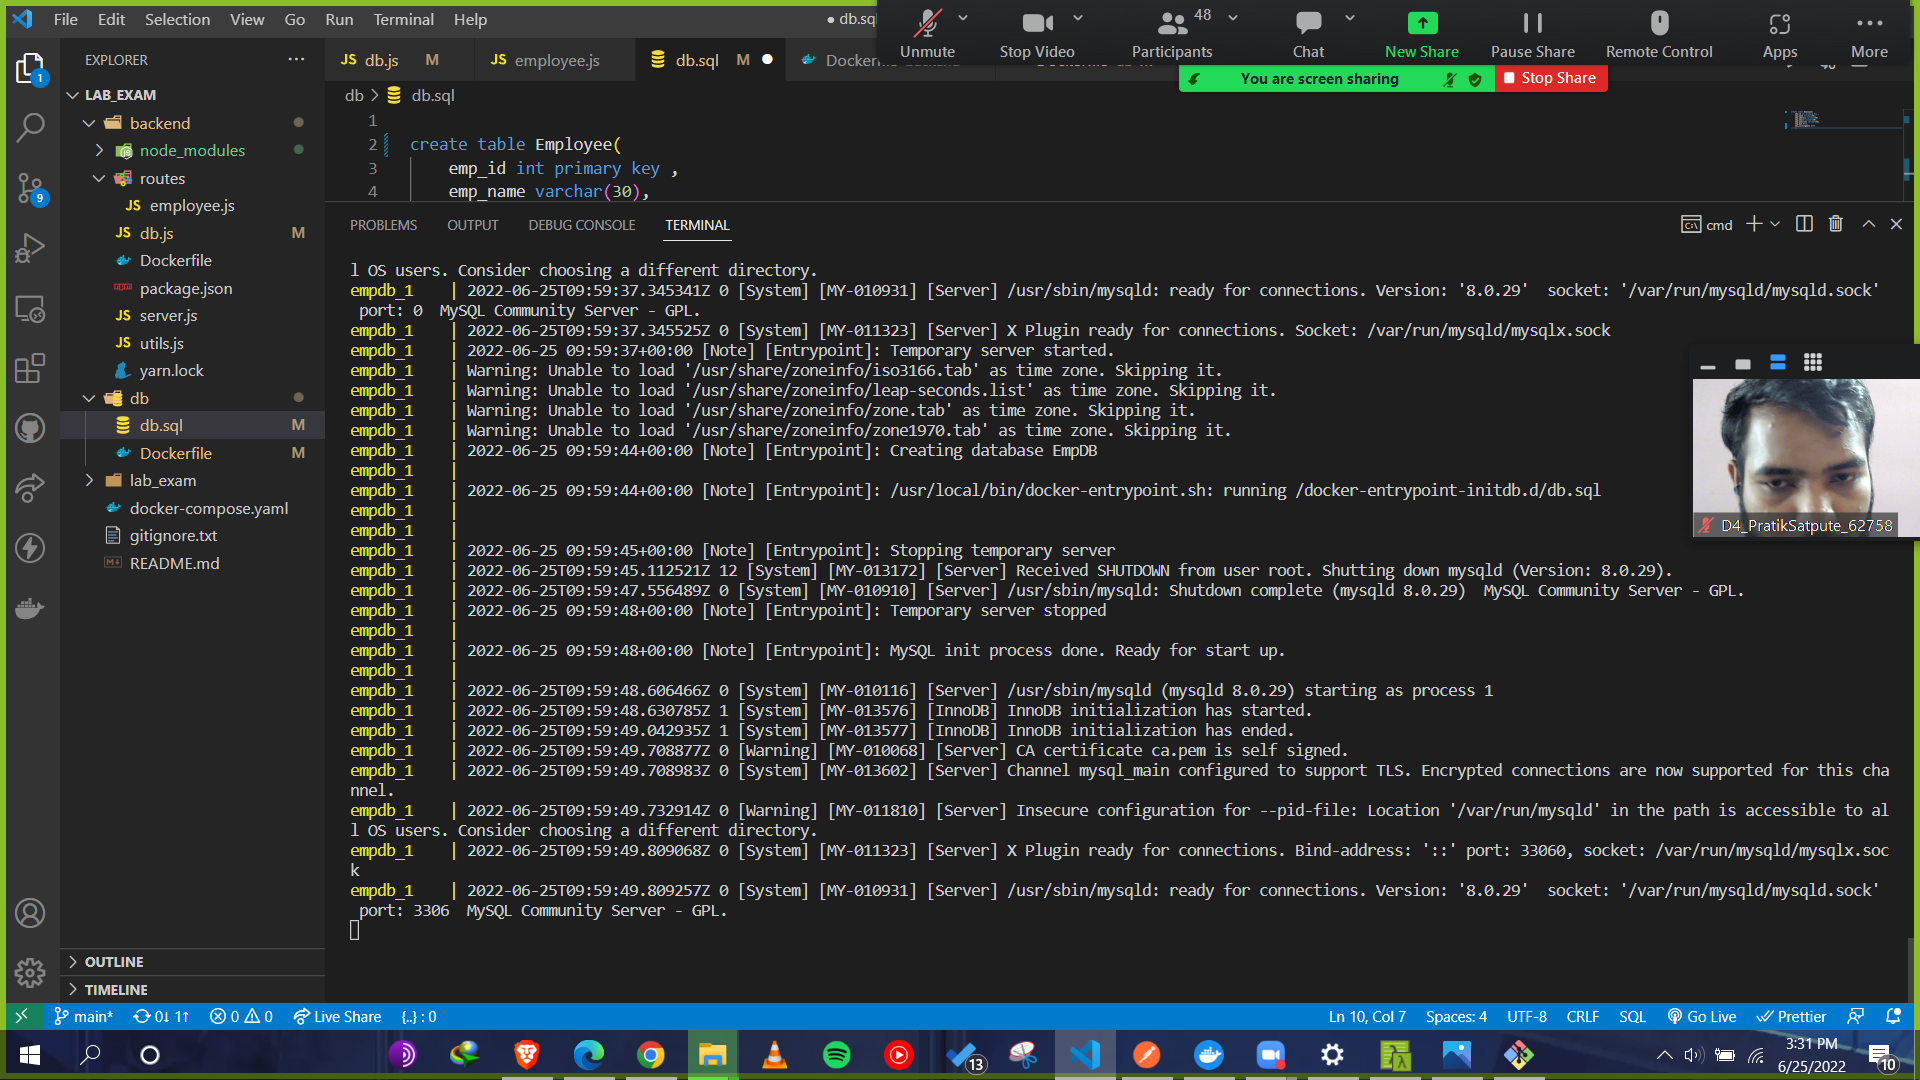 File Edit Selection View Go Run Terminal Help
● db.sql
Unmute
Stop Video
Participants 48
Chat
New Share
Pause Share
Remote Control
Apps
More
You are screen sharing
Stop Share
EXPLORER
LAB_EXAM
backend
node_modules
routes
JS employee.js
JS db.js M
Dockerfile
package.json
JS server.js
JS utils.js
yarn.lock
db
db.sql M
Dockerfile M
lab_exam
docker-compose.yaml
gitignore.txt
README.md
OUTLINE
TIMELINE
JS db.js M
JS employee.js
db.sql M ●
db > db.sql
1
2 create table Employee(
3 emp_id int primary key ,
4 emp_name varchar(30),
PROBLEMS OUTPUT DEBUG CONSOLE TERMINAL
cmd
l OS users. Consider choosing a different directory.
empdb_1 | 2022-06-25T09:59:37.345341Z 0 [System] [MY-010931] [Server] /usr/sbin/mysqld: ready for connections. Version: '8.0.29' socket: '/var/run/mysqld/mysqld.sock'
port: 0 MySQL Community Server - GPL.
empdb_1 | 2022-06-25T09:59:37.345525Z 0 [System] [MY-011323] [Server] X Plugin ready for connections. Socket: /var/run/mysqld/mysqlx.sock
empdb_1 | 2022-06-25 09:59:37+00:00 [Note] [Entrypoint]: Temporary server started.
empdb_1 | Warning: Unable to load '/usr/share/zoneinfo/iso3166.tab' as time zone. Skipping it.
empdb_1 | Warning: Unable to load '/usr/share/zoneinfo/leap-seconds.list' as time zone. Skipping it.
empdb_1 | Warning: Unable to load '/usr/share/zoneinfo/zone.tab' as time zone. Skipping it.
empdb_1 | Warning: Unable to load '/usr/share/zoneinfo/zone1970.tab' as time zone. Skipping it.
empdb_1 | 2022-06-25 09:59:44+00:00 [Note] [Entrypoint]: Creating database EmpDB
empdb_1 |
empdb_1 | 2022-06-25 09:59:44+00:00 [Note] [Entrypoint]: /usr/local/bin/docker-entrypoint.sh: running /docker-entrypoint-initdb.d/db.sql
empdb_1 |
empdb_1 |
empdb_1 | 2022-06-25 09:59:45+00:00 [Note] [Entrypoint]: Stopping temporary server
empdb_1 | 2022-06-25T09:59:45.112521Z 12 [System] [MY-013172] [Server] Received SHUTDOWN from user root. Shutting down mysqld (Version: 8.0.29).
empdb_1 | 2022-06-25T09:59:47.556489Z 0 [System] [MY-010910] [Server] /usr/sbin/mysqld: Shutdown complete (mysqld 8.0.29) MySQL Community Server - GPL.
empdb_1 | 2022-06-25 09:59:48+00:00 [Note] [Entrypoint]: Temporary server stopped
empdb_1 |
empdb_1 | 2022-06-25 09:59:48+00:00 [Note] [Entrypoint]: MySQL init process done. Ready for start up.
empdb_1 |
empdb_1 | 2022-06-25T09:59:48.606466Z 0 [System] [MY-010116] [Server] /usr/sbin/mysqld (mysqld 8.0.29) starting as process 1
empdb_1 | 2022-06-25T09:59:48.630785Z 1 [System] [MY-013576] [InnoDB] InnoDB initialization has started.
empdb_1 | 2022-06-25T09:59:49.042935Z 1 [System] [MY-013577] [InnoDB] InnoDB initialization has ended.
empdb_1 | 2022-06-25T09:59:49.708877Z 0 [Warning] [MY-010068] [Server] CA certificate ca.pem is self signed.
empdb_1 | 2022-06-25T09:59:49.708983Z 0 [System] [MY-013602] [Server] Channel mysql_main configured to support TLS. Encrypted connections are now supported for this cha
nnel.
empdb_1 | 2022-06-25T09:59:49.732914Z 0 [Warning] [MY-011810] [Server] Insecure configuration for --pid-file: Location '/var/run/mysqld' in the path is accessible to al
l OS users. Consider choosing a different directory.
empdb_1 | 2022-06-25T09:59:49.809068Z 0 [System] [MY-011323] [Server] X Plugin ready for connections. Bind-address: '::' port: 33060, socket: /var/run/mysqld/mysqlx.soc
k
empdb_1 | 2022-06-25T09:59:49.809257Z 0 [System] [MY-010931] [Server] /usr/sbin/mysqld: ready for connections. Version: '8.0.29' socket: '/var/run/mysqld/mysqld.sock'
port: 3306 MySQL Community Server - GPL.
D4_PratikSatpute_62758
main* 0↓ 1↑ 0 0 Live Share {..} : 0
Ln 10, Col 7 Spaces: 4 UTF-8 CRLF SQL Go Live Prettier
13
3:31 PM
6/25/2022
10
1
9